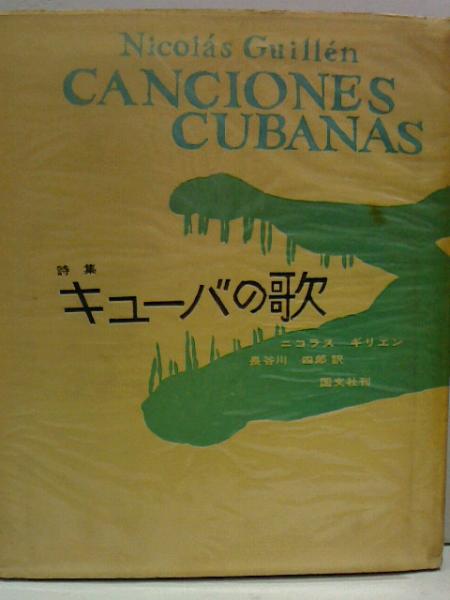 Nicolás Guillén
CANCIONES
CUBANAS
詩集
キューバの歌
ニコラス ギリエン
長谷川 四郎 訳
国文社刊